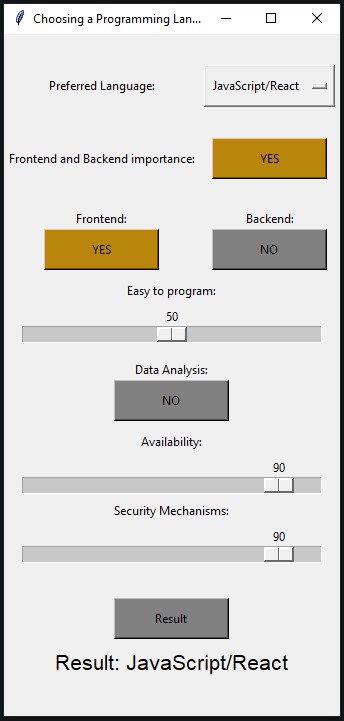 Choosing a Programming Lan...
Preferred Language: JavaScript/React
Frontend and Backend importance: YES
Frontend: Backend:
YES NO
Easy to program:
50
Data Analysis:
NO
Availability:
90
Security Mechanisms:
90
Result
Result: JavaScript/React